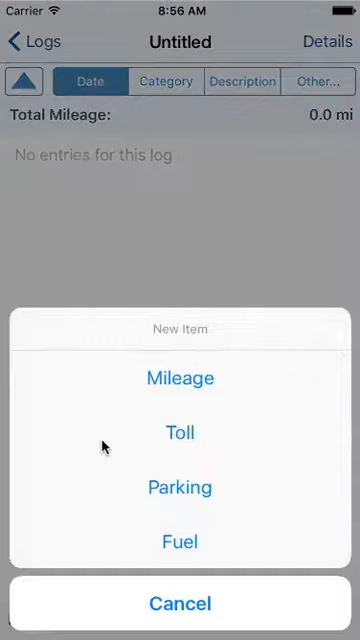 Carrier 8:56 AM
Logs Untitled Details
Date Category Description Other...
Total Mileage: 0.0 mi
No entries for this log
New Item
Mileage
Toll
Parking
Fuel
Cancel